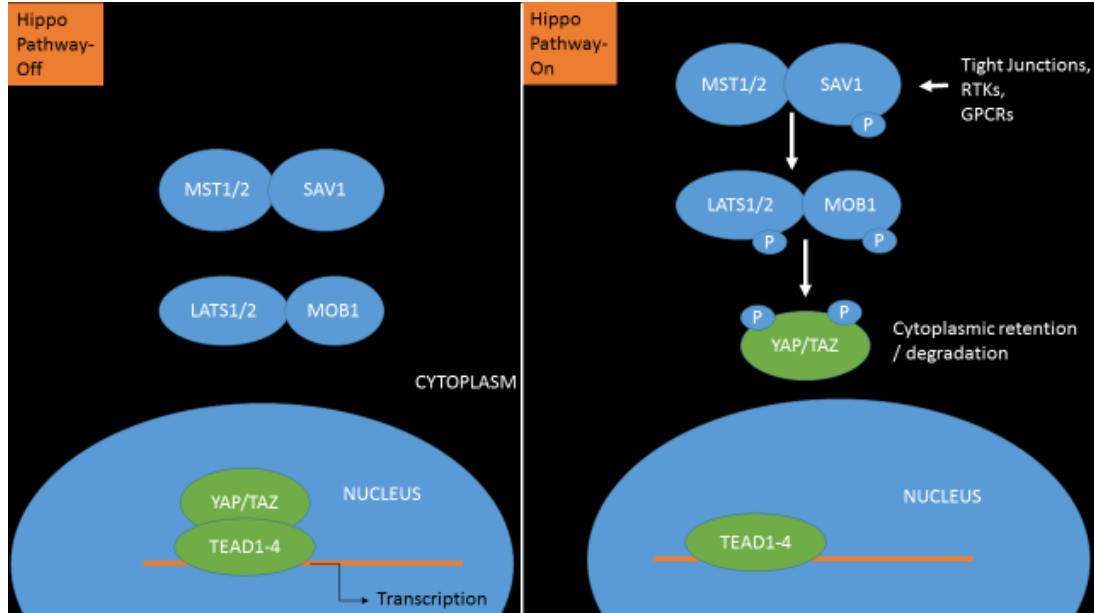 Hippo
Pathway-
Off
MST1/2
SAV1
LATS1/2
MOB1
CYTOPLASM
NUCLEUS
YAP/TAZ
TEAD1-4
Transcription
Hippo
Pathway-
On
MST1/2
SAV1
P
Tight Junctions,
RTKs,
GPCRs
LATS1/2
MOB1
P
P
P
P
YAP/TAZ
Cytoplasmic retention
/ degradation
NUCLEUS
TEAD1-4